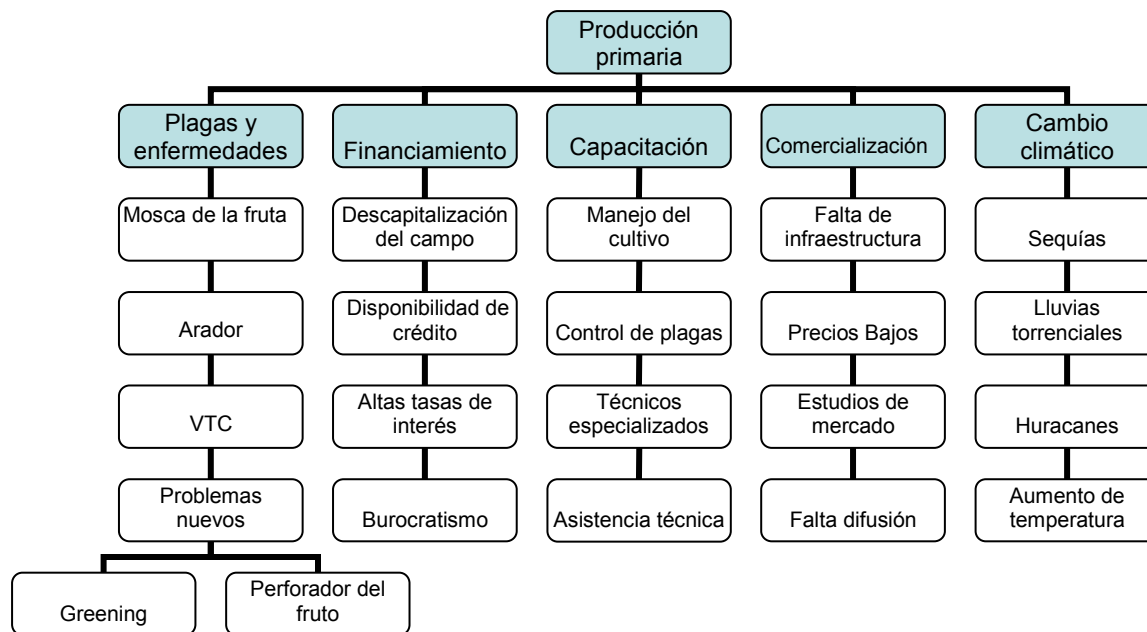 Producción
primaria
Plagas y
enfermedades
Financiamiento
Capacitación
Comercialización
Cambio
climático
Mosca de la fruta
Descapitalización
del campo
Manejo del
cultivo
Falta de
infraestructura
Sequías
Arador
Disponibilidad de
crédito
Control de plagas
Precios Bajos
Lluvias
torrenciales
VTC
Altas tasas de
interés
Técnicos
especializados
Estudios de
mercado
Huracanes
Problemas
nuevos
Burocratismo
Asistencia técnica
Falta difusión
Aumento de
temperatura
Greening
Perforador del
fruto